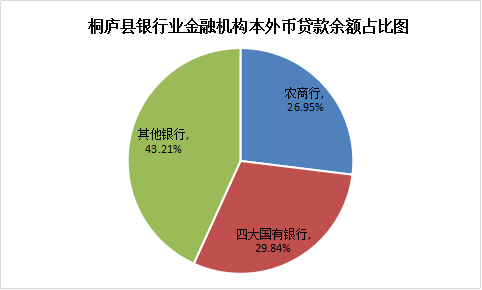 桐庐县银行业金融机构本外币贷款余额占比图
农商行,
26.95%
其他银行,
43.21%
四大国有银行,
29.84%